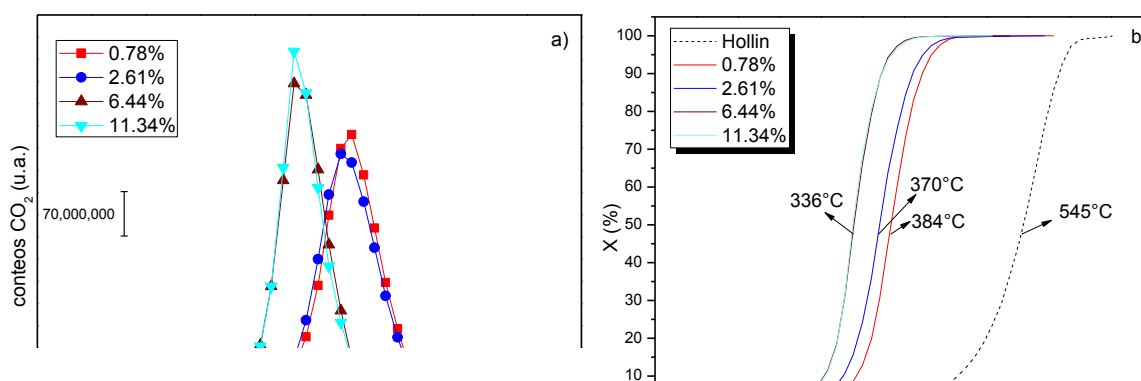 a)
0.78%
2.61%
6.44%
11.34%
conteos CO₂ (u.a.)
70,000,000
b
Hollin
0.78%
2.61%
6.44%
11.34%
X (%)
100
90
80
70
60
50
40
30
20
10
336°C
370°C
384°C
545°C